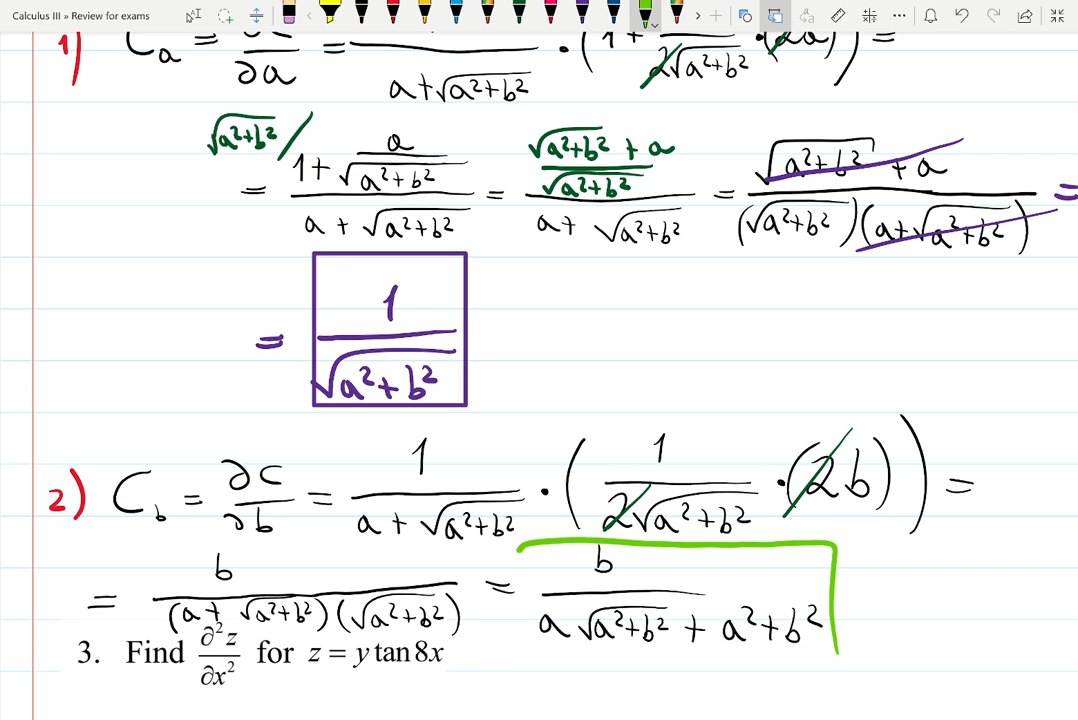 Calculus III » Review for exams
1) C_a = ∂c/∂a = /(a+√(a²+b²)) · (1 + /(2√(a²+b²)) · (2a)) =
√(a²+b²) / = (1 + a/√(a²+b²))/(a + √(a²+b²)) = ((√(a²+b²) + a)/√(a²+b²))/(a + √(a²+b²)) = (√(a²+b²) + a)/((√(a²+b²))(a+√(a²+b²))) =
= 1/√(a²+b²)
2) C_b = ∂c/∂b = 1/(a + √(a²+b²)) · (1/(2√(a²+b²)) · (2b)) =
= b/((a + √(a²+b²))(√(a²+b²))) = b/(a√(a²+b²) + a²+b²)
3. Find ∂²z/∂x² for z = y tan 8x